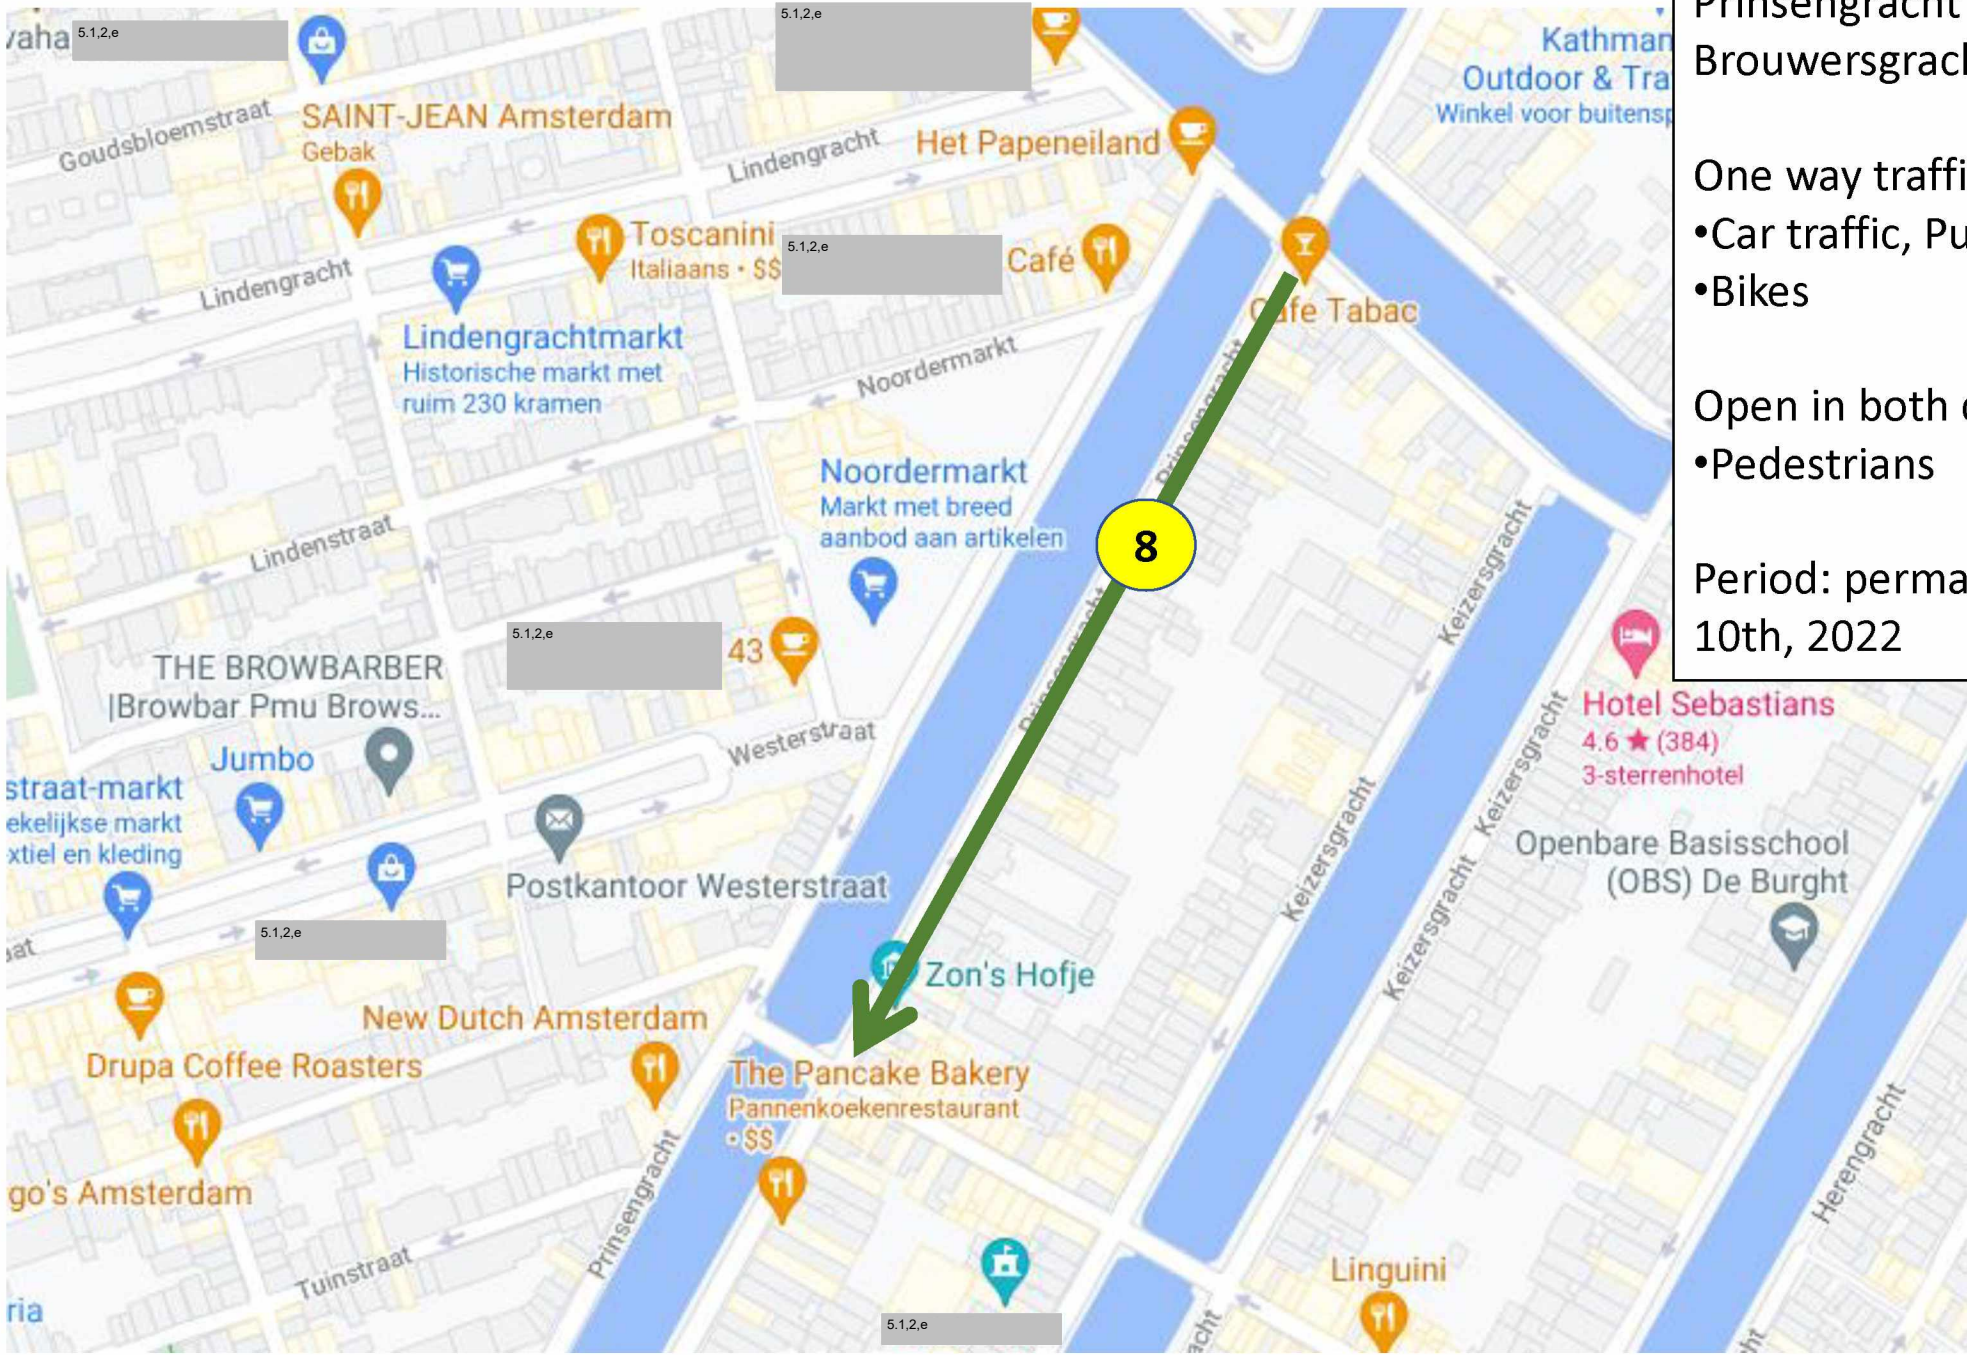 vaha
5.1,2,e
5.1,2,e
Kathman
Outdoor & Tra
Winkel voor buitensp
Prinsengracht
Brouwersgrach
Goudsbloemstraat
SAINT-JEAN Amsterdam
Gebak
Lindengracht
Het Papeneiland
One way traffi
•Car traffic, Pu
•Bikes
Toscanini
Italiaans • $$
5.1,2,e
Café
Lindengracht
Cafe Tabac
Lindengrachtmarkt
Historische markt met
ruim 230 kramen
Noordermarkt
Prinsengracht
Open in both
•Pedestrians
Noordermarkt
Markt met breed
aanbod aan artikelen
8
Lindenstraat
Keizersgracht
Period: perma
10th, 2022
5.1,2,e
43
Prinsengracht
THE BROWBARBER
|Browbar Pmu Brows...
Westerstraat
Hotel Sebastians
4.6 ★ (384)
3-sterrenhotel
Jumbo
straat-markt
ekelijkse markt
xtiel en kleding
Keizersgracht
Keizersgracht
Keizersgracht
Openbare Basisschool
(OBS) De Burght
Postkantoor Westerstraat
5.1,2,e
aat
Zon's Hofje
New Dutch Amsterdam
Drupa Coffee Roasters
The Pancake Bakery
Pannenkoekenrestaurant
• $$
Herengracht
go's Amsterdam
Prinsengracht
Tuinstraat
Linguini
ria
5.1,2,e
acht
ht